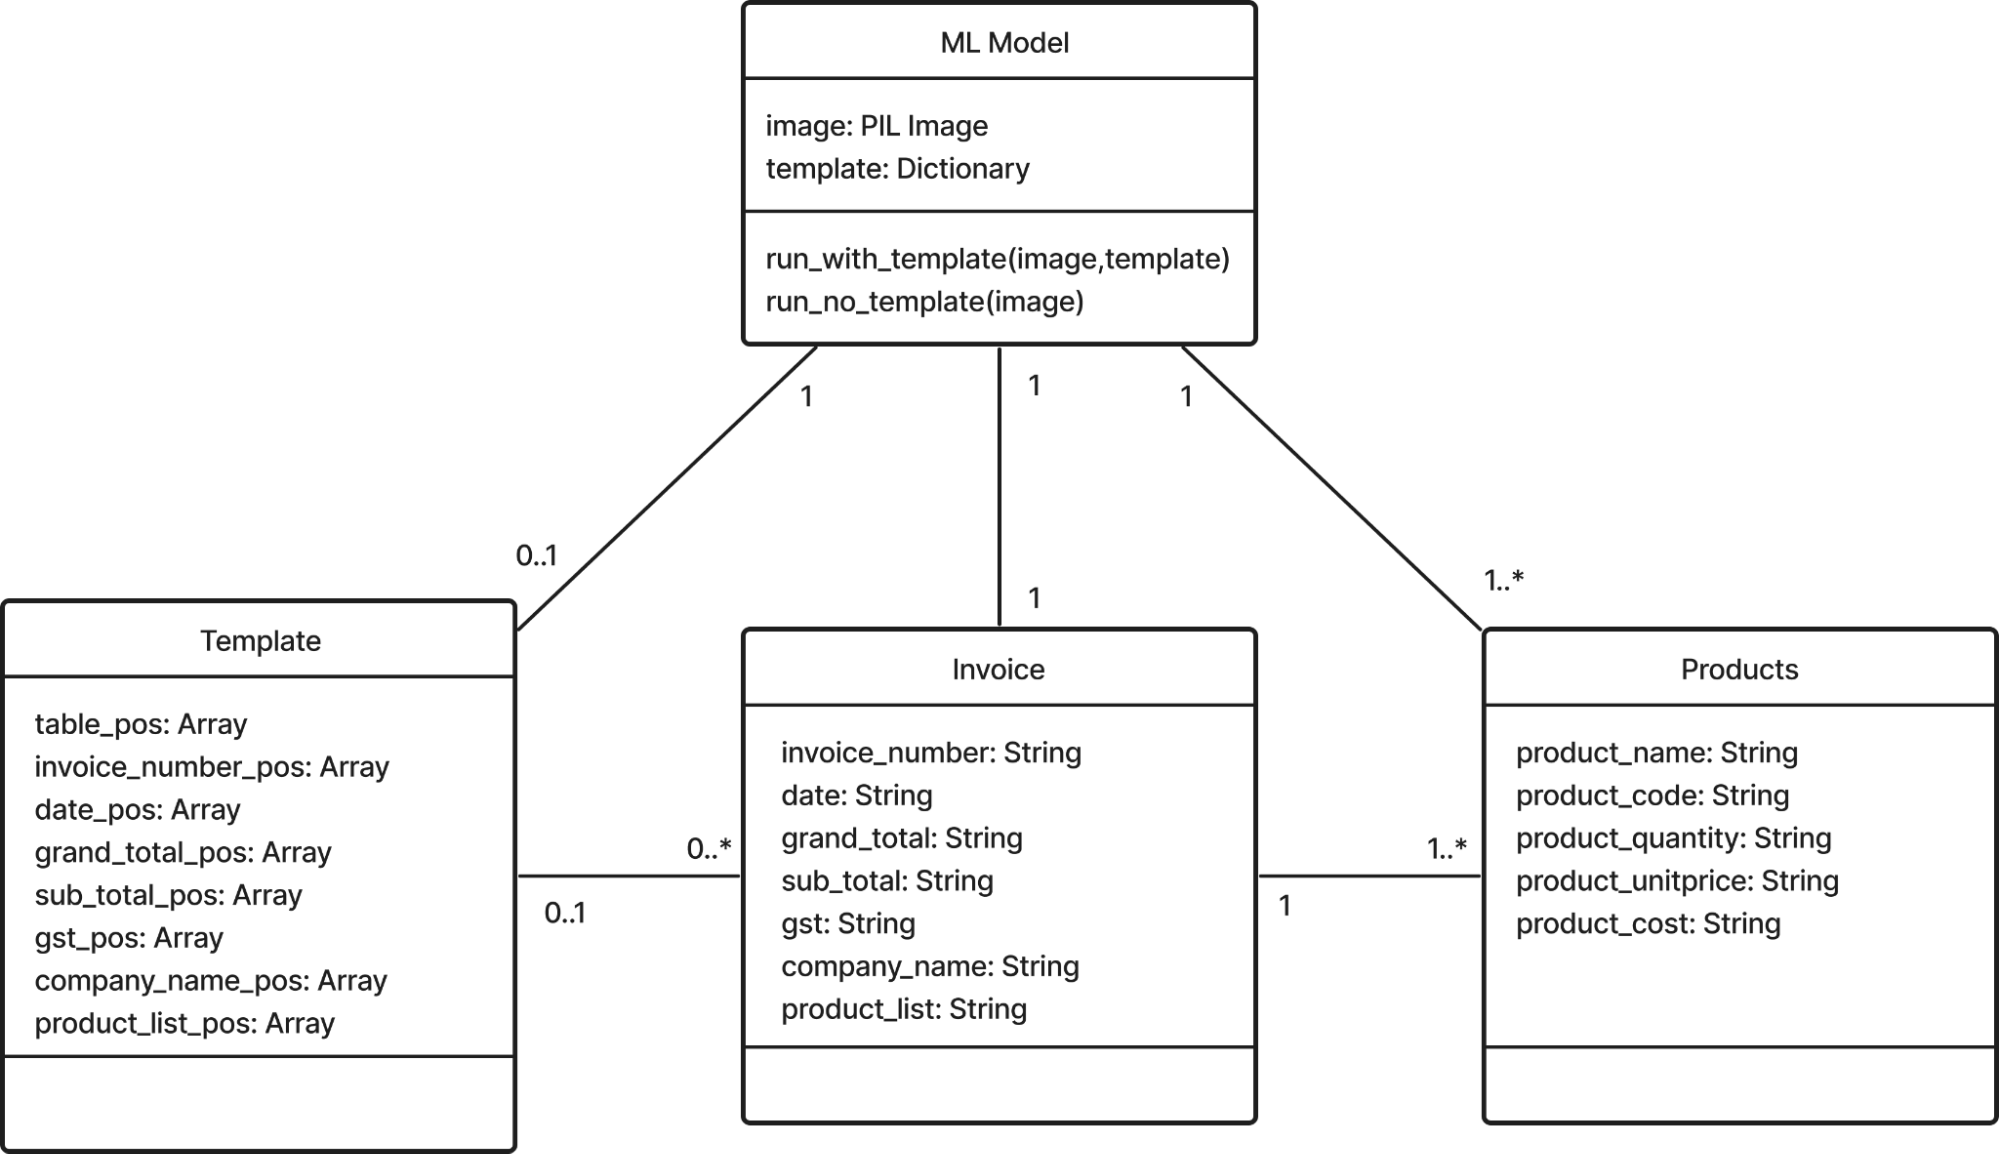 ML Model
image: PIL Image
template: Dictionary
run_with_template(image,template)
run_no_template(image)
1
1
1
0..1
1
1..*
Template
table_pos: Array
invoice_number_pos: Array
date_pos: Array
grand_total_pos: Array
sub_total_pos: Array
gst_pos: Array
company_name_pos: Array
product_list_pos: Array
0..1
0..*
Invoice
invoice_number: String
date: String
grand_total: String
sub_total: String
gst: String
company_name: String
product_list: String
1
1..*
Products
product_name: String
product_code: String
product_quantity: String
product_unitprice: String
product_cost: String